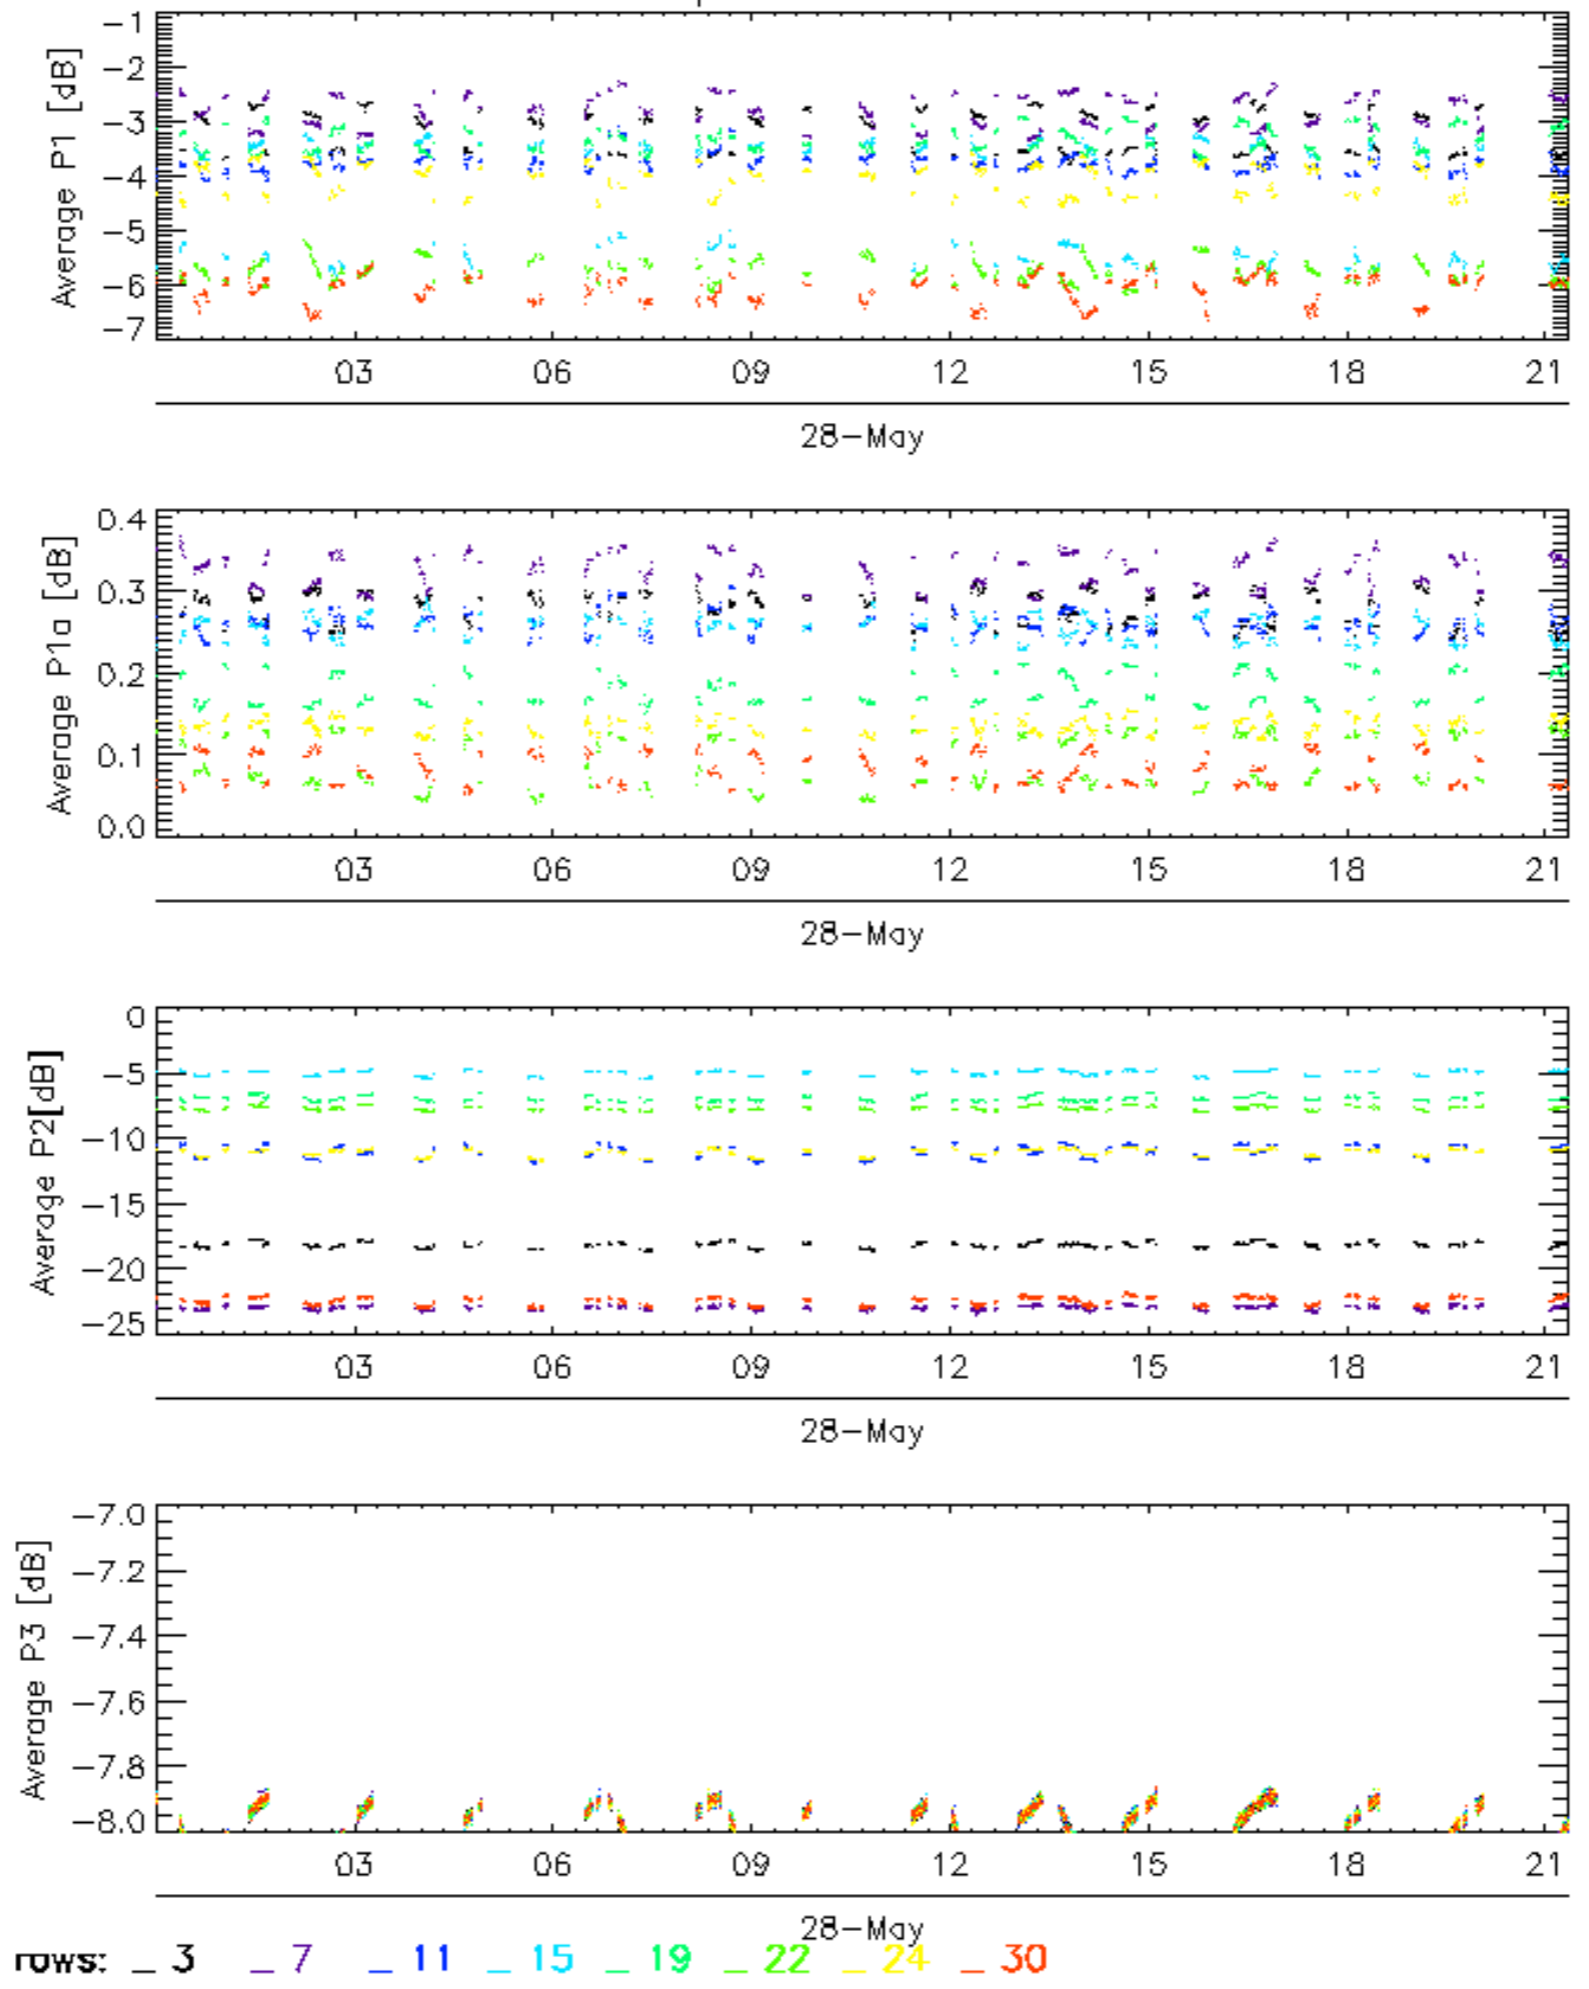 -1
-2
-3
-4
-5
-6
-7
Average P1 [dB]
03 06 09 12 15 18 21
28-May
0.4
0.3
0.2
0.1
0.0
Average P1a [dB]
03 06 09 12 15 18 21
28-May
0
-5
-10
-15
-20
-25
Average P2[dB]
03 06 09 12 15 18 21
28-May
-7.0
-7.2
-7.4
-7.6
-7.8
-8.0
Average P3 [dB]
03 06 09 12 15 18 21
28-May
rows: _ 3 _ 7 _ 11 _ 15 _ 19 _ 22 _ 24 _ 30